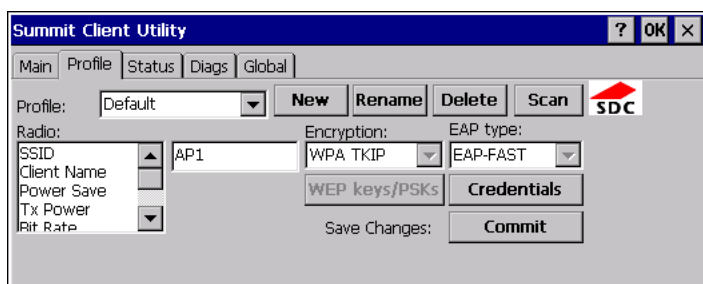 Summit Client Utility ? OK ×
Main Profile Status Diags Global
Profile: Default New Rename Delete Scan SDC
Radio: Encryption: EAP type:
SSID AP1 WPA TKIP EAP-FAST
Client Name
Power Save WEP keys/PSKs Credentials
Tx Power
Bit Rate Save Changes: Commit